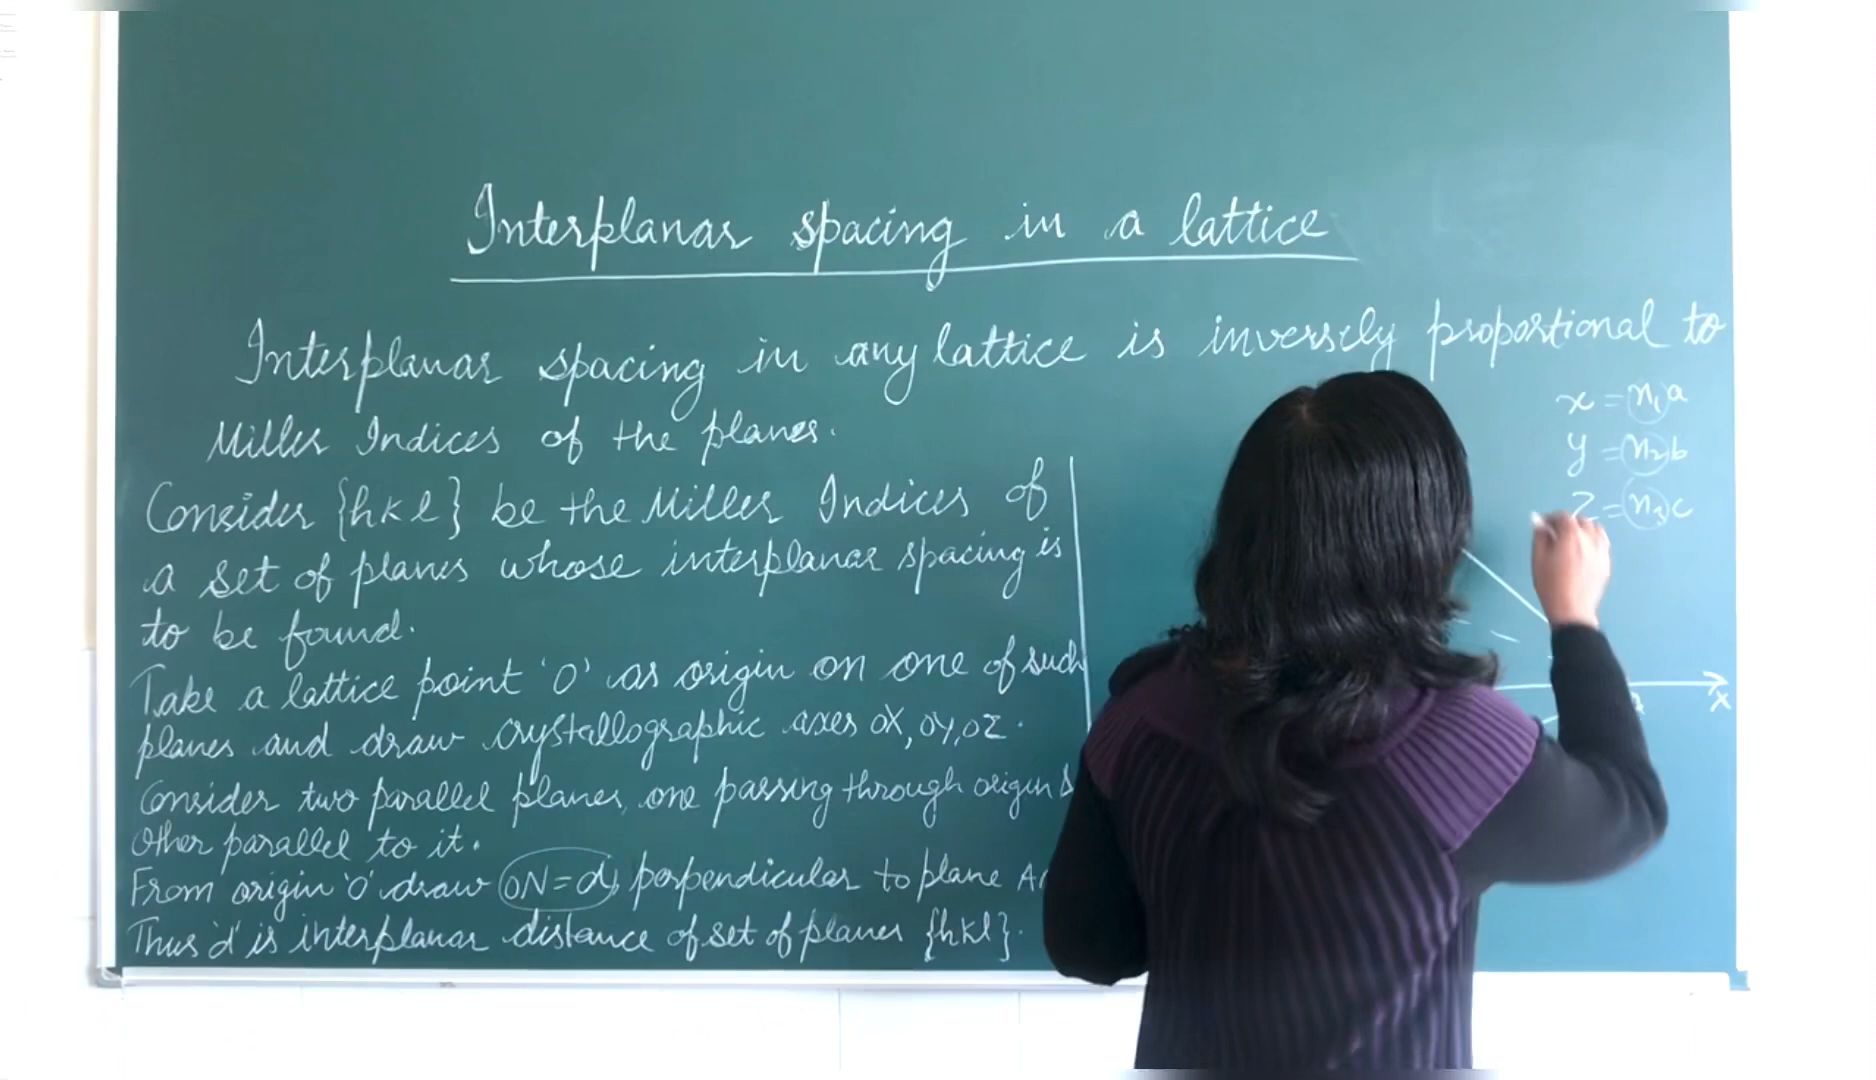 Interplanar spacing in a lattice
Interplanar spacing in any lattice is inversely proportional to
Miller Indices of the planes.
Consider {hkl} be the Miller Indices of
a set of planes whose interplanar spacing is
to be found.
Take a lattice point 'O' as origin on one of such
planes and draw crystallographic axes OX, OY, OZ.
Consider two parallel planes, one passing through origin &
other parallel to it.
From origin 'O' draw ON=d, perpendicular to plane
Thus 'd' is interplanar distance of set of planes {hkl}.
x = n₁a
y = n₂b
z = n₃c
X